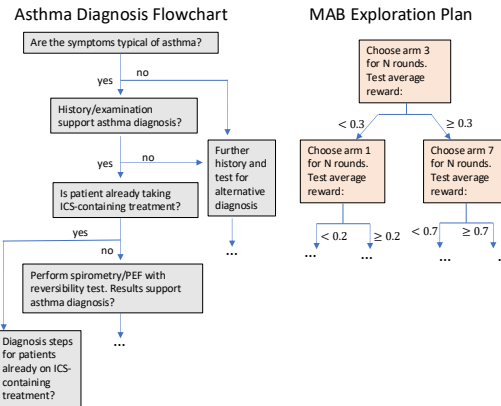 Asthma Diagnosis Flowchart
Are the symptoms typical of asthma?
yes
no
History/examination
support asthma diagnosis?
yes
no
Further
history and
test for
alternative
diagnosis
...
Is patient already taking
ICS-containing treatment?
yes
no
Perform spirometry/PEF with
reversibility test. Results support
asthma diagnosis?
...
Diagnosis steps
for patients
already on ICS-
containing
treatment?
MAB Exploration Plan
Choose arm 3
for N rounds.
Test average
reward:
< 0.3
≥ 0.3
Choose arm 1
for N rounds.
Test average
reward:
Choose arm 7
for N rounds.
Test average
reward:
< 0.2
≥ 0.2
< 0.7
≥ 0.7
...
...
...
..